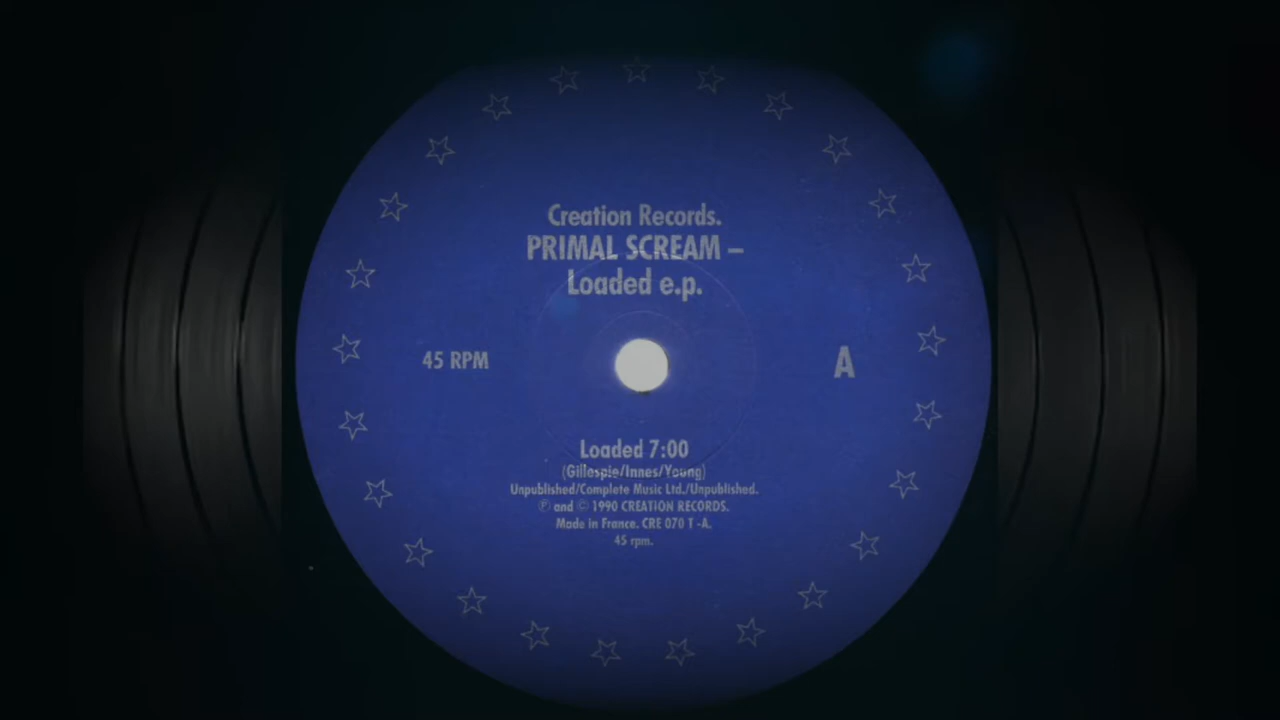 Creation Records.
PRIMAL SCREAM –
Loaded e.p.
45 RPM
A
Loaded 7:00
(Gillespie/Innes/Young)
Unpublished/Complete Music Ltd./Unpublished.
℗ and © 1990 CREATION RECORDS.
Made in France. CRE 070 T -A.
45 rpm.